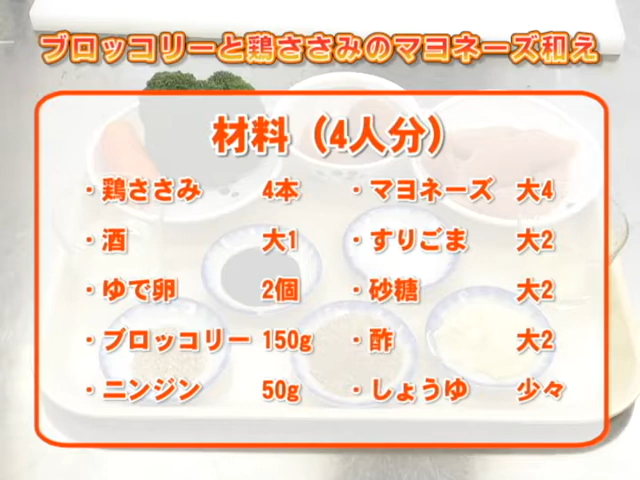 ブロッコリーと鶏ささみのマヨネーズ和え
材料（4人分）
・鶏ささみ 4本
・酒 大1
・ゆで卵 2個
・ブロッコリー 150g
・ニンジン 50g
・マヨネーズ 大4
・すりごま 大2
・砂糖 大2
・酢 大2
・しょうゆ 少々